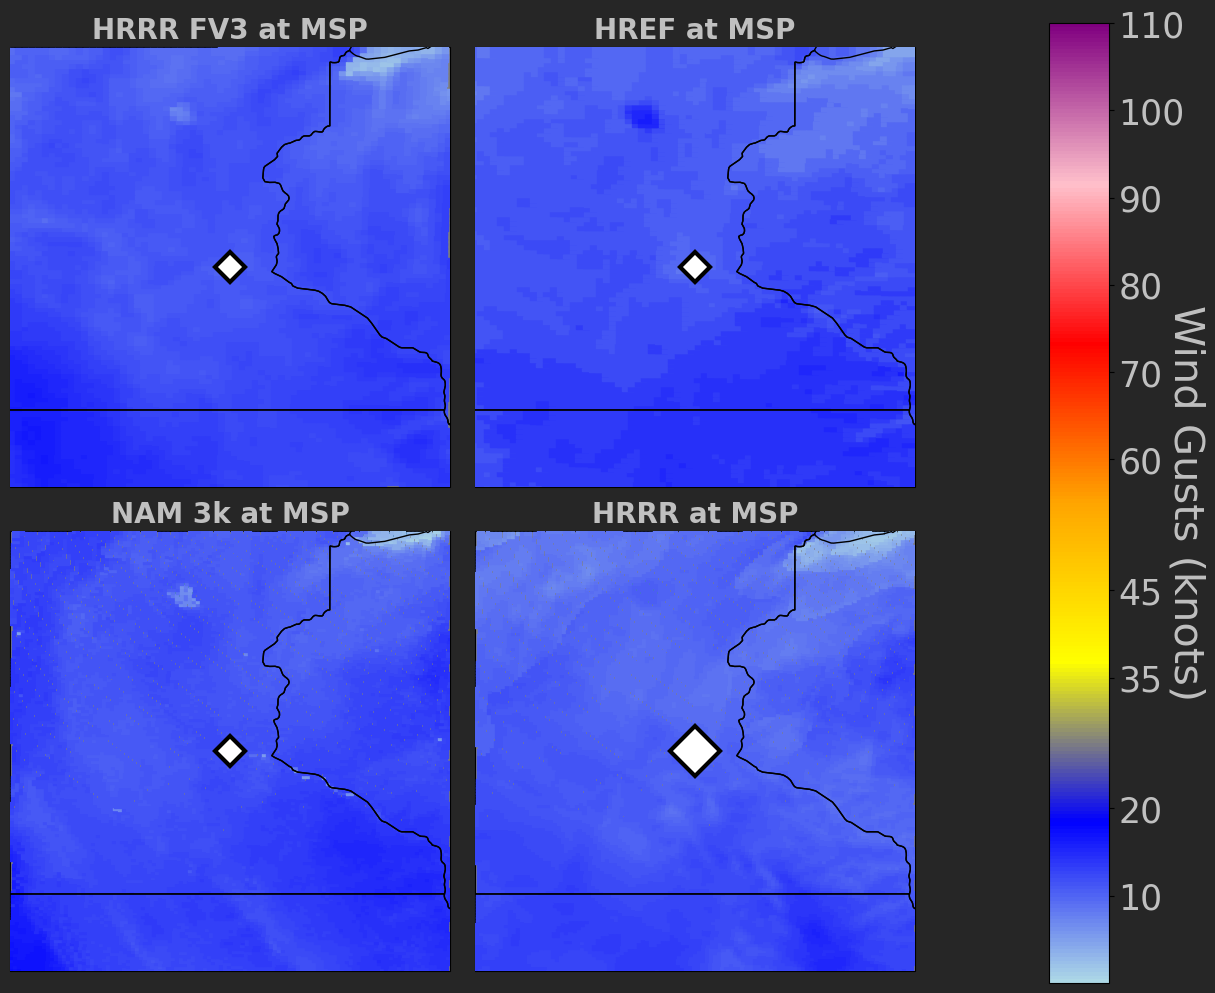 HRRR FV3 at MSP
HREF at MSP
NAM 3k at MSP
HRRR at MSP
110
100
90
80
70
60
45
35
20
10
Wind Gusts (knots)